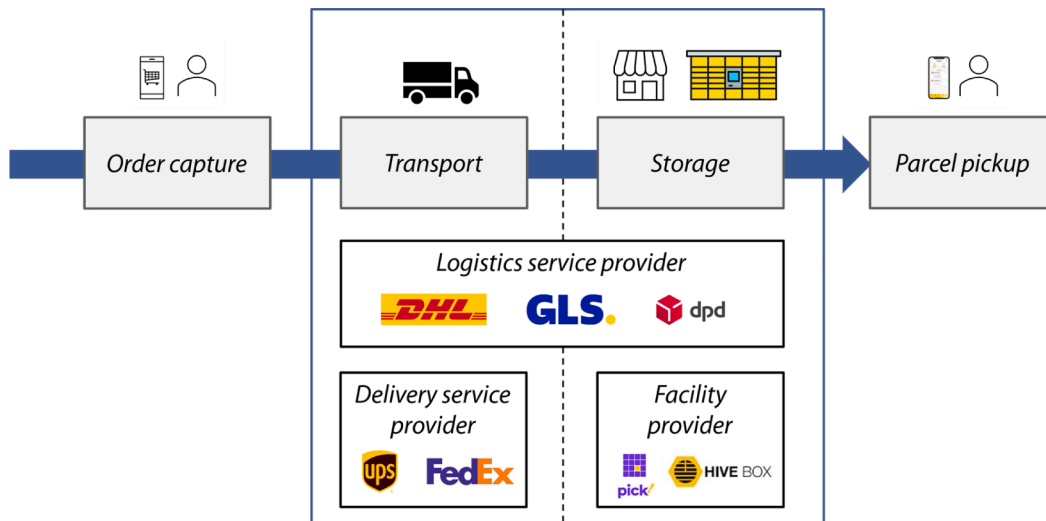 Order capture
Transport
Storage
Parcel pickup
Logistics service provider
DHL
GLS.
dpd
Delivery service
provider
ups
FedEx
Facility
provider
pick!
HIVE BOX